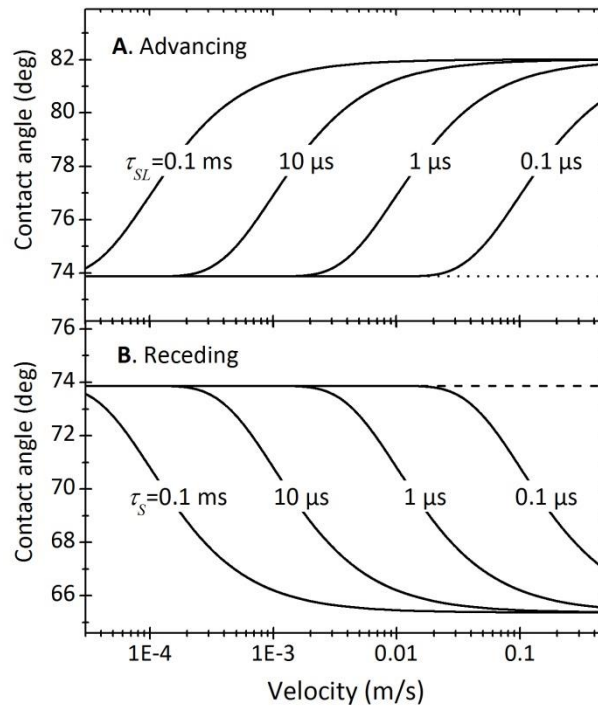 A. Advancing
Contact angle (deg)
82
80
78
76
74
τSL=0.1 ms
10 μs
1 μs
0.1 μs
B. Receding
Contact angle (deg)
76
74
72
70
68
66
τS=0.1 ms
10 μs
1 μs
0.1 μs
1E-4
1E-3
0.01
0.1
Velocity (m/s)